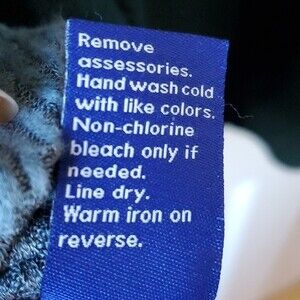 Remove
assessories.
Hand wash cold
with like colors.
Non-chlorine
bleach only if
needed.
Line dry.
Warm iron on
reverse.